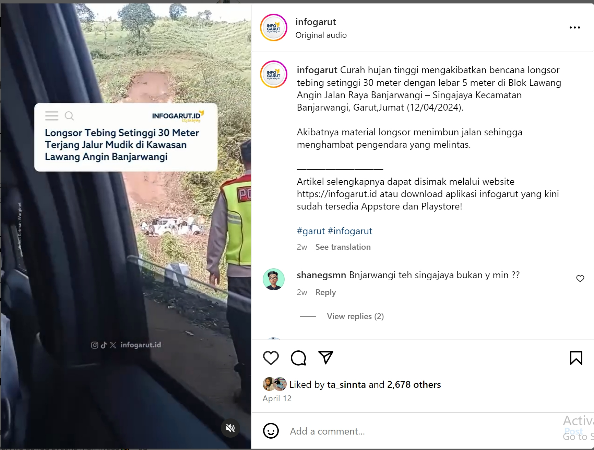 INFOGARUT.ID
Longsor Tebing Setinggi 30 Meter
Terjang Jalur Mudik di Kawasan
Lawang Angin Banjarwangi
infogarut.id
infogarut
Original audio
infogarut Curah hujan tinggi mengakibatkan bencana longsor
tebing setinggi 30 meter dengan lebar 5 meter di Blok Lawang
Angin Jalan Raya Banjarwangi – Singajaya Kecamatan
Banjarwangi, Garut,Jumat (12/04/2024).
Akibatnya material longsor menimbun jalan sehingga
menghambat pengendara yang melintas.
Artikel selengkapnya dapat disimak melalui website
https://infogarut.id atau download aplikasi infogarut yang kini
sudah tersedia Appstore dan Playstore!
#garut #infogarut
2w See translation
shanegsmn Bnjarwangi teh singajaya bukan y min ??
2w Reply
View replies (2)
Liked by ta_sinnta and 2,678 others
April 12
Add a comment...
Post
Activa
Go to S